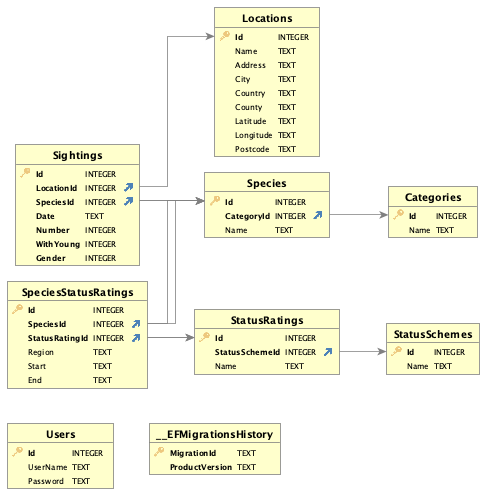 Locations
Id INTEGER
Name TEXT
Address TEXT
City TEXT
Country TEXT
County TEXT
Latitude TEXT
Longitude TEXT
Postcode TEXT
Sightings
Id INTEGER
LocationId INTEGER
SpeciesId INTEGER
Date TEXT
Number INTEGER
WithYoung INTEGER
Gender INTEGER
Species
Id INTEGER
CategoryId INTEGER
Name TEXT
Categories
Id INTEGER
Name TEXT
SpeciesStatusRatings
Id INTEGER
SpeciesId INTEGER
StatusRatingId INTEGER
Region TEXT
Start TEXT
End TEXT
StatusRatings
Id INTEGER
StatusSchemeId INTEGER
Name TEXT
StatusSchemes
Id INTEGER
Name TEXT
Users
Id INTEGER
UserName TEXT
Password TEXT
__EFMigrationsHistory
MigrationId TEXT
ProductVersion TEXT